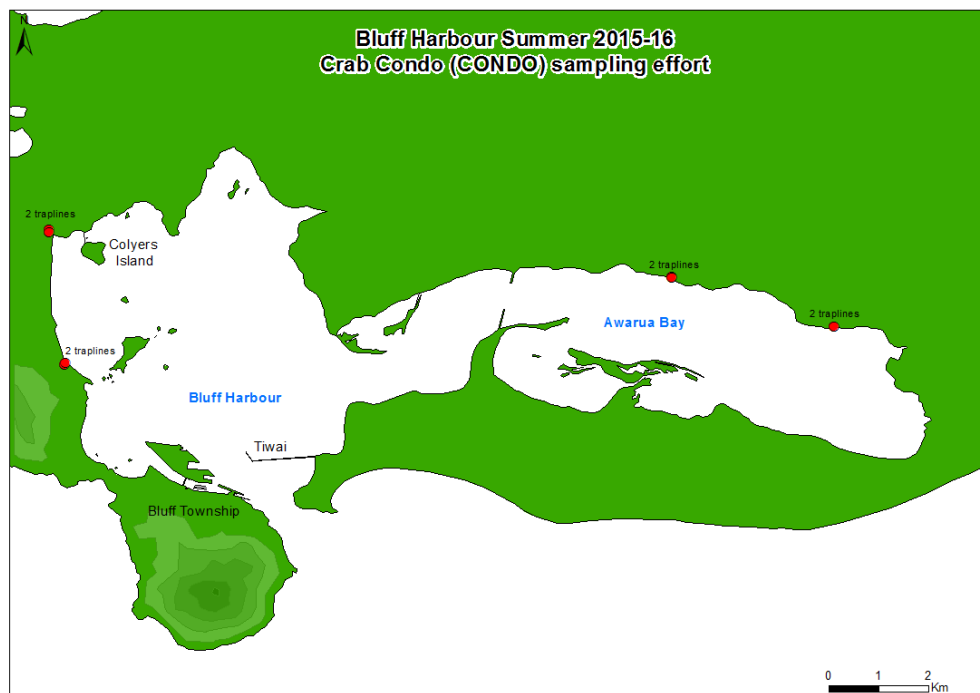 N
Bluff Harbour Summer 2015-16
Crab Condo (CONDO) sampling effort
2 traplines
Colyers
Island
2 traplines
2 traplines
Awarua Bay
2 traplines
Bluff Harbour
Tiwai
Bluff Township
0 1 2
Km